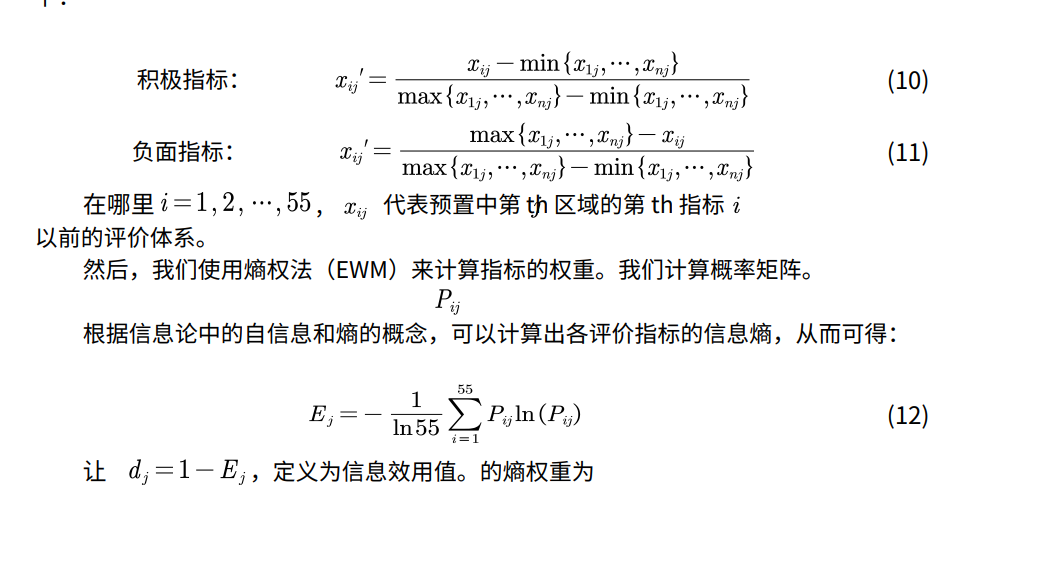 积极指标： x_{ij}' = \frac{x_{ij} - \min\{x_{1j}, \cdots, x_{nj}\}}{\max\{x_{1j}, \cdots, x_{nj}\} - \min\{x_{1j}, \cdots, x_{nj}\}} (10)
负面指标： x_{ij}' = \frac{\max\{x_{1j}, \cdots, x_{nj}\} - x_{ij}}{\max\{x_{1j}, \cdots, x_{nj}\} - \min\{x_{1j}, \cdots, x_{nj}\}} (11)
在哪里 i = 1, 2, \cdots, 55， x_{ij} 代表预置中第 th 区域的第 th 指标 i
以前的评价体系。
然后，我们使用熵权法（EWM）来计算指标的权重。我们计算概率矩阵。
P_{ij}
根据信息论中的自信息和熵的概念，可以计算出各评价指标的信息熵，从而可得：
E_j = -\frac{1}{\ln 55} \sum_{i=1}^{55} P_{ij} \ln(P_{ij}) (12)
让 d_j = 1 - E_j，定义为信息效用值。的熵权重为